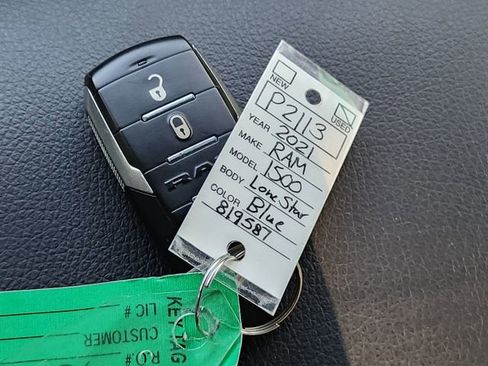 NEW
USED
P2113
YEAR 2021
MAKE RAM
MODEL 1500
BODY Lone Star
COLOR Blue
819587
RAM
KEY TAG
LIC #
CUSTOMER
R.O. #